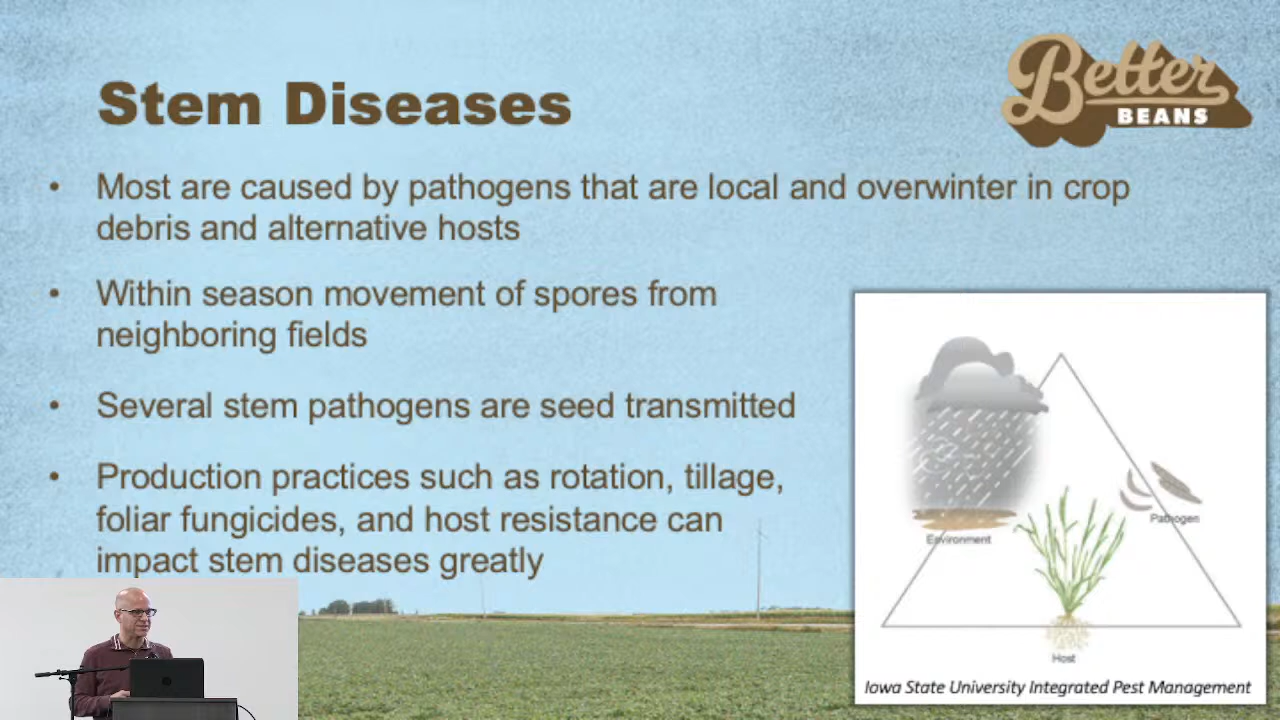 Better
BEANS
Stem Diseases
• Most are caused by pathogens that are local and overwinter in crop
debris and alternative hosts
• Within season movement of spores from
neighboring fields
• Several stem pathogens are seed transmitted
• Production practices such as rotation, tillage,
foliar fungicides, and host resistance can
impact stem diseases greatly
Pathogen
Environment
Host
Iowa State University Integrated Pest Management